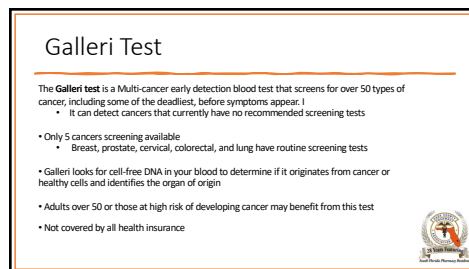 Galleri Test
The Galleri test is a Multi-cancer early detection blood test that screens for over 50 types of
cancer, including some of the deadliest, before symptoms appear. I
• It can detect cancers that currently have no recommended screening tests
• Only 5 cancers screening available
• Breast, prostate, cervical, colorectal, and lung have routine screening tests
• Galleri looks for cell-free DNA in your blood to determine if it originates from cancer or
healthy cells and identifies the organ of origin
• Adults over 50 or those at high risk of developing cancer may benefit from this test
• Not covered by all health insurance